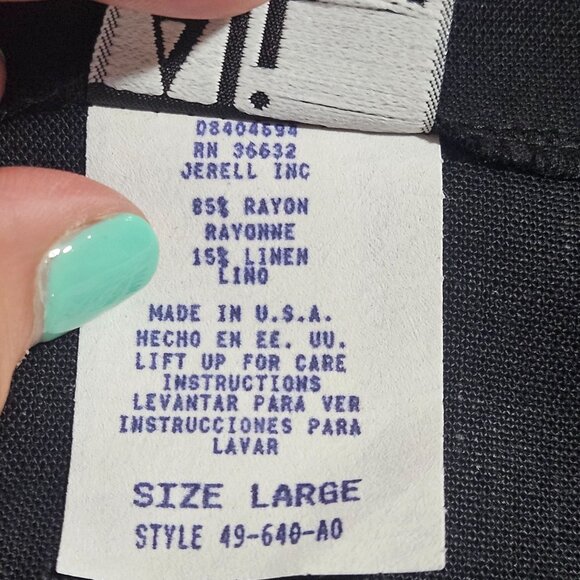 D8404694
RN 36632
JERELL INC
85% RAYON
RAYONNE
15% LINEN
LINO
MADE IN U.S.A.
HECHO EN EE. UU.
LIFT UP FOR CARE
INSTRUCTIONS
LEVANTAR PARA VER
INSTRUCCIONES PARA
LAVAR
SIZE LARGE
STYLE 49-640-A0